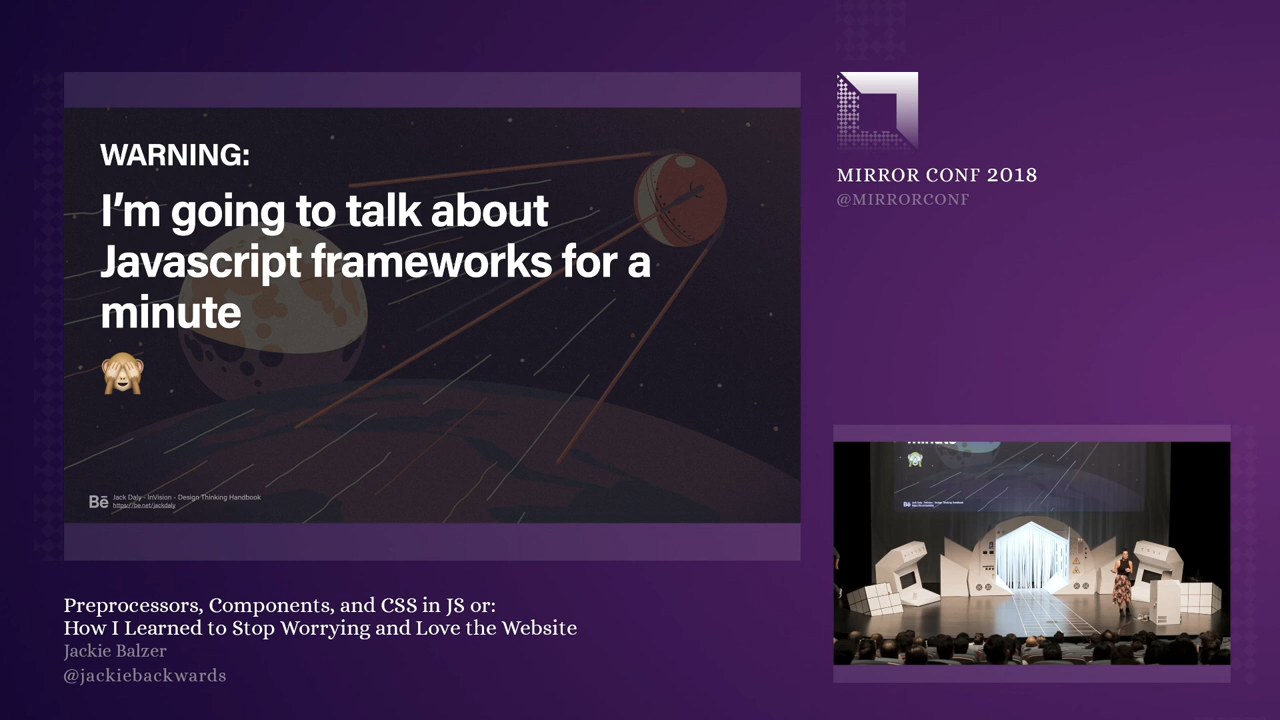 WARNING:
I’m going to talk about
Javascript frameworks for a
minute
Bē
Jack Daly - InVision - Design Thinking Handbook
https://be.net/jackdaly
MIRROR CONF 2018
@MIRRORCONF
minute
Preprocessors, Components, and CSS in JS or:
How I Learned to Stop Worrying and Love the Website
Jackie Balzer
@jackiebackwards